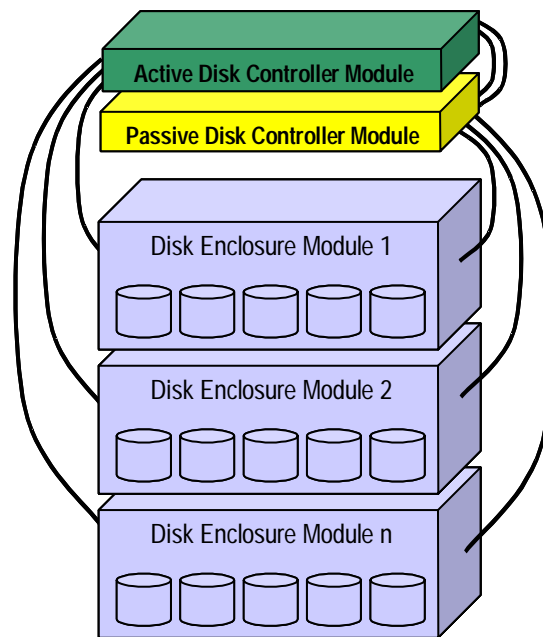 Active Disk Controller Module
Passive Disk Controller Module
Disk Enclosure Module 1
Disk Enclosure Module 2
Disk Enclosure Module n